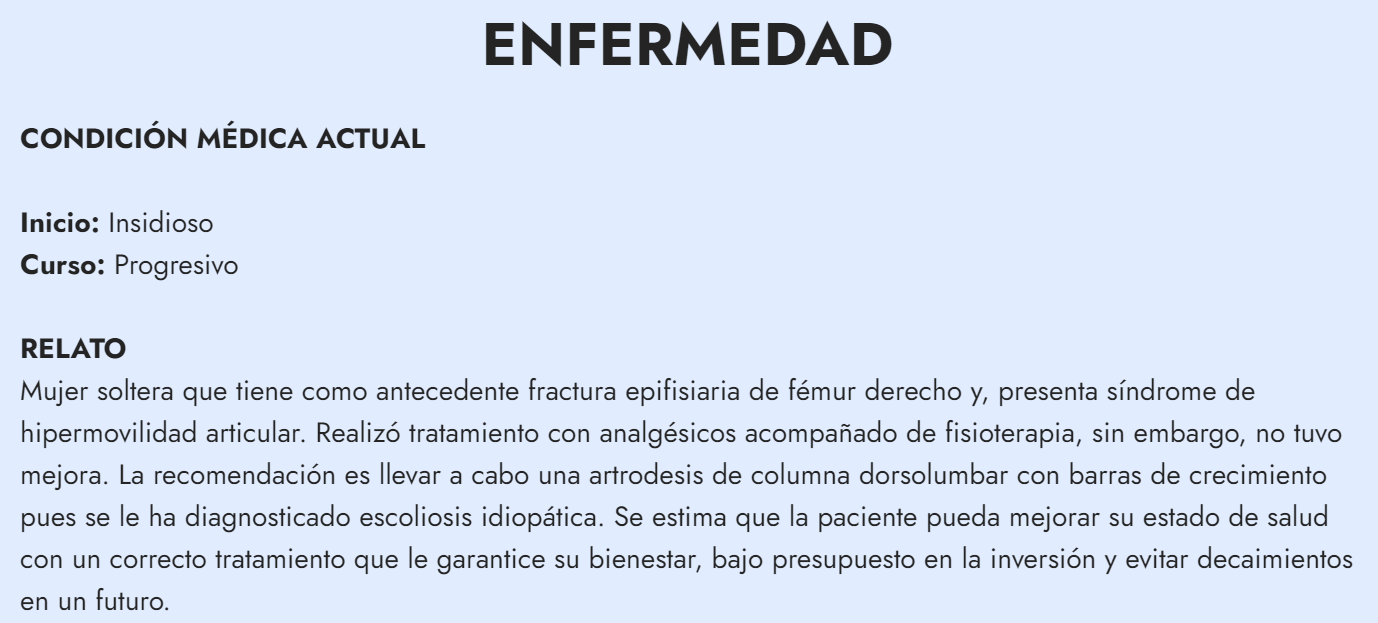 ENFERMEDAD
CONDICIÓN MÉDICA ACTUAL
Inicio: Insidioso
Curso: Progresivo
RELATO
Mujer soltera que tiene como antecedente fractura epifisiaria de fémur derecho y, presenta síndrome de
hipermovilidad articular. Realizó tratamiento con analgésicos acompañado de fisioterapia, sin embargo, no tuvo
mejora. La recomendación es llevar a cabo una artrodesis de columna dorsolumbar con barras de crecimiento
pues se le ha diagnosticado escoliosis idiopática. Se estima que la paciente pueda mejorar su estado de salud
con un correcto tratamiento que le garantice su bienestar, bajo presupuesto en la inversión y evitar decaimientos
en un futuro.